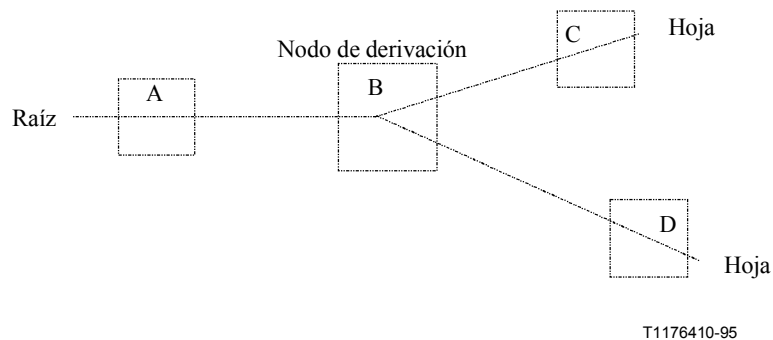 C
Hoja
Nodo de derivación
A
B
Raíz
D
Hoja
T1176410-95